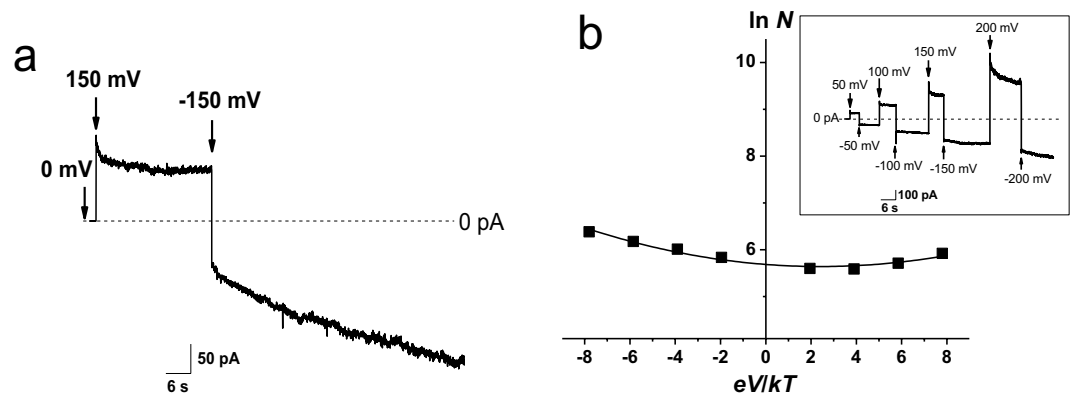 a
150 mV
-150 mV
0 mV
0 pA
50 pA
6 s
b
ln N
10
8
6
-8 -6 -4 -2 0 2 4 6 8
eV/kT
200 mV
150 mV
100 mV
50 mV
0 pA
-50 mV
-100 mV
-150 mV
-200 mV
100 pA
6 s